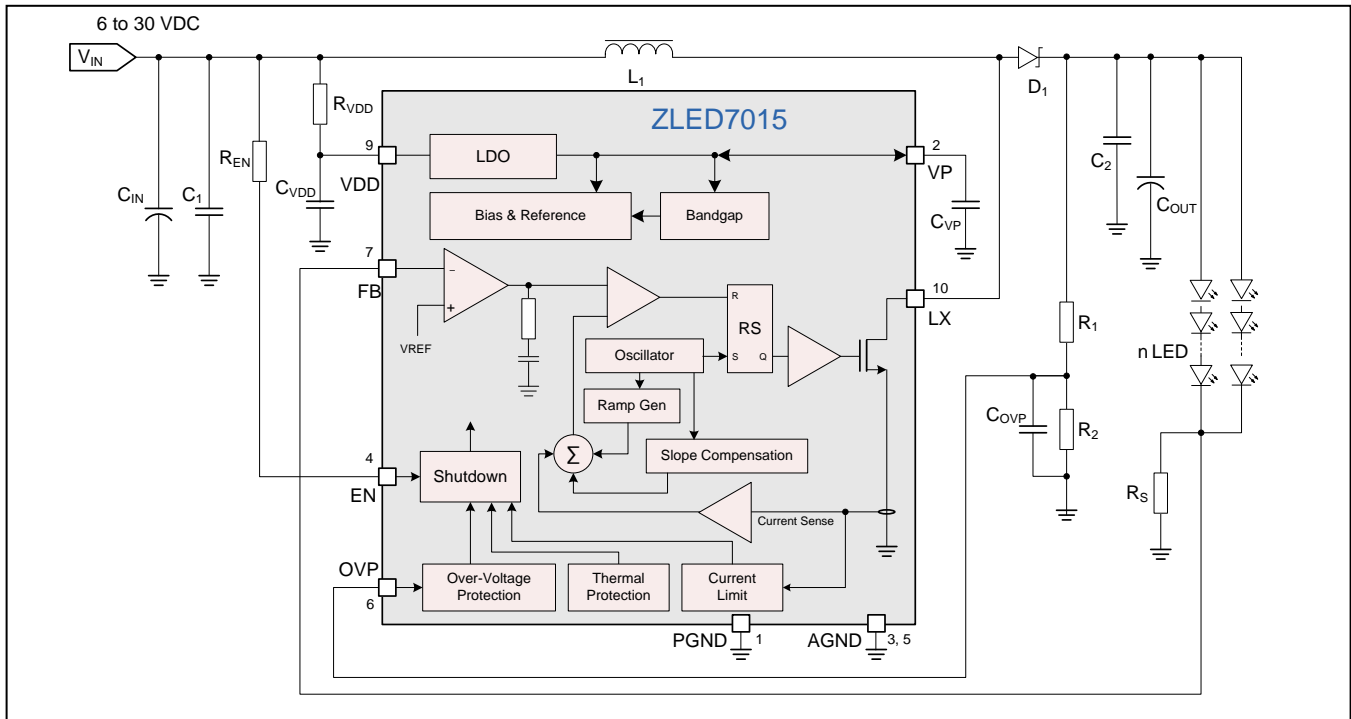 6 to 30 VDC
VIN
L1
D1
RVDD
ZLED7015
REN
9
LDO
2
VDD
VP
CIN
C1
CVDD
Bias & Reference
Bandgap
CVP
C2
COUT
7
−
FB
+
VREF
R
RS
S
Q
10
LX
R1
n LED
Oscillator
Ramp Gen
COVP
R2
4
EN
Shutdown
Σ
Slope Compensation
RS
Current Sense
OVP
6
Over-Voltage
Protection
Thermal
Protection
Current
Limit
PGND
1
AGND
3, 5